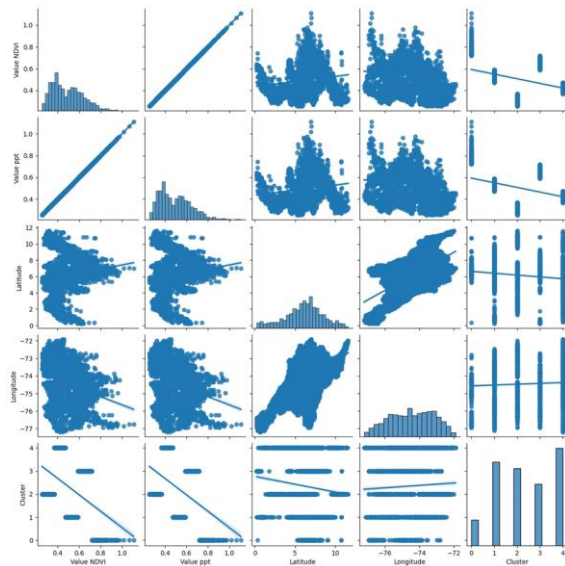 Value NDVI
1.0
0.8
0.6
0.4
Value ppt
1.0
0.8
0.6
0.4
Latitude
12
10
8
6
4
2
0
Longitude
-72
-73
-74
-75
-76
-77
Cluster
4
3
2
1
0
0.4 0.6 0.8 1.0
Value NDVI
0.4 0.6 0.8 1.0
Value ppt
0 5 10
Latitude
-76 -74 -72
Longitude
0 1 2 3 4
Cluster